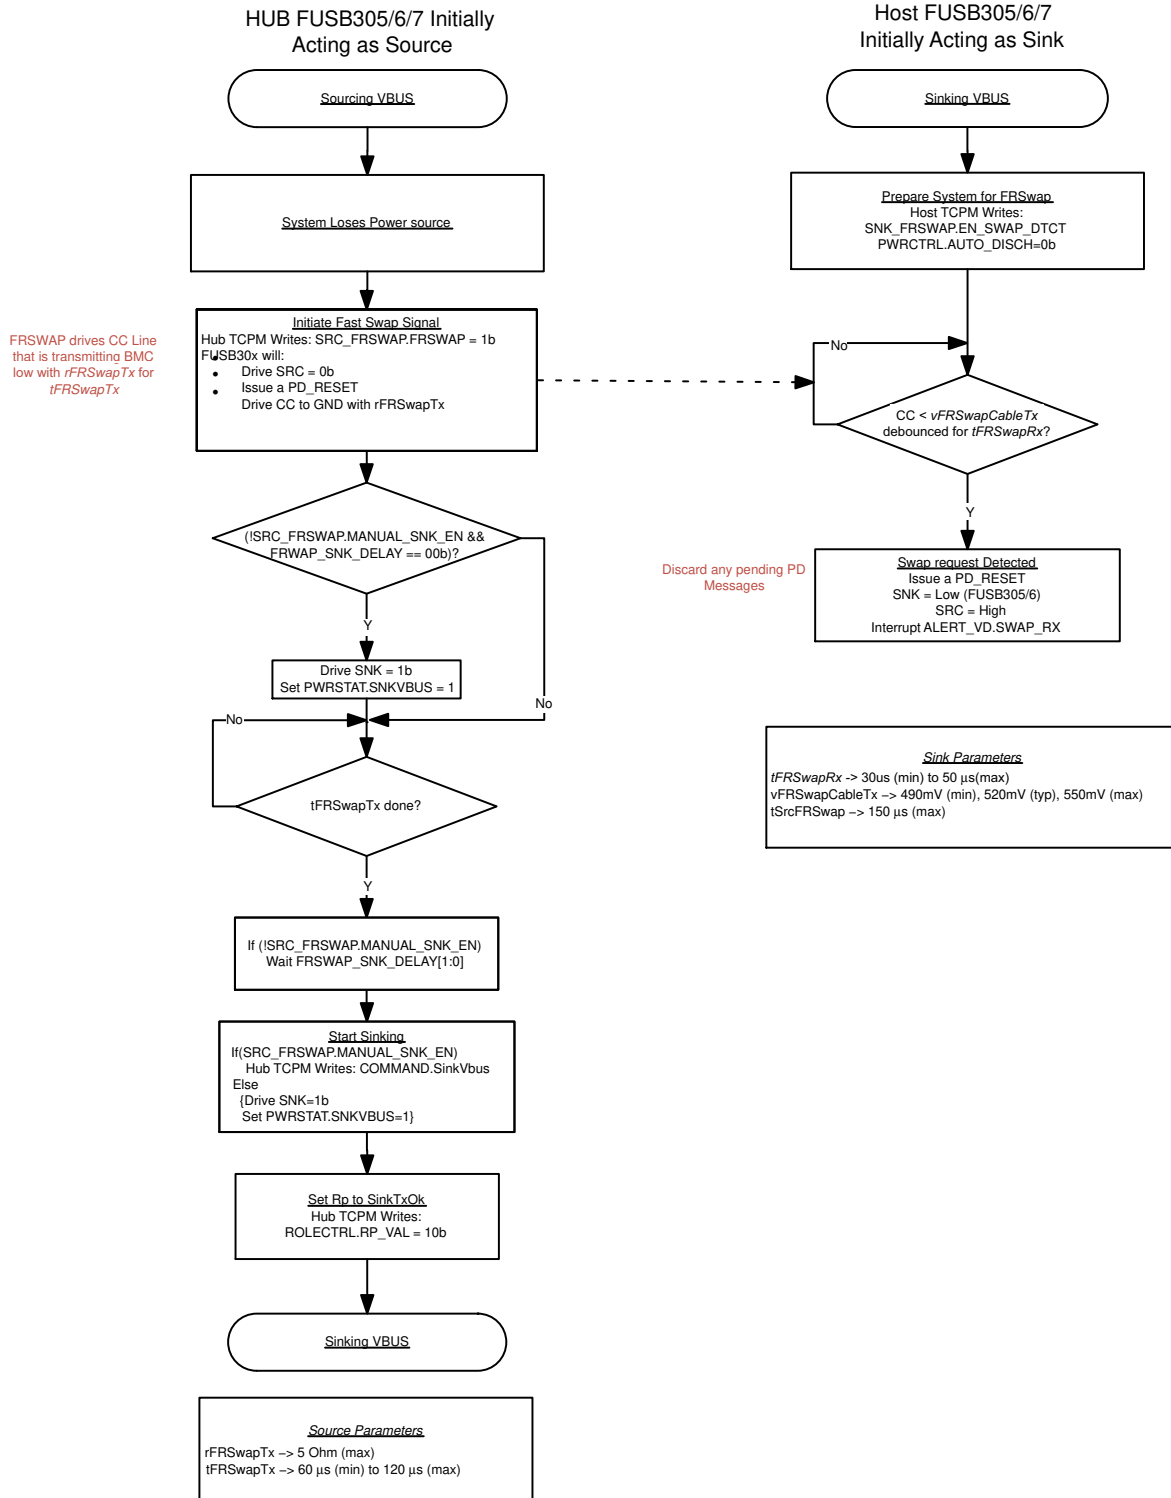 HUB FUSB305/6/7 Initially
Acting as Source
Sourcing VBUS
System Loses Power source
Initiate Fast Swap Signal
Hub TCPM Writes: SRC_FRSWAP.FRSWAP = 1b
FUSB30x will:
• Drive SRC = 0b
• Issue a PD_RESET
• Drive CC to GND with rFRSwapTx
FRSWAP drives CC Line
that is transmitting BMC
low with rFRSwapTx for
tFRSwapTx
(!SRC_FRSWAP.MANUAL_SNK_EN &&
FRWAP_SNK_DELAY == 00b)?
Y
No
Drive SNK = 1b
Set PWRSTAT.SNKVBUS = 1
No
tFRSwapTx done?
Y
If (!SRC_FRSWAP.MANUAL_SNK_EN)
Wait FRSWAP_SNK_DELAY[1:0]
Start Sinking
If(SRC_FRSWAP.MANUAL_SNK_EN)
Hub TCPM Writes: COMMAND.SinkVbus
Else
{Drive SNK=1b
Set PWRSTAT.SNKVBUS=1}
Set Rp to SinkTxOk
Hub TCPM Writes:
ROLECTRL.RP_VAL = 10b
Sinking VBUS
Source Parameters
rFRSwapTx –> 5 Ohm (max)
tFRSwapTx –> 60 µs (min) to 120 µs (max)
Host FUSB305/6/7
Initially Acting as Sink
Sinking VBUS
Prepare System for FRSwap
Host TCPM Writes:
SNK_FRSWAP.EN_SWAP_DTCT
PWRCTRL.AUTO_DISCH=0b
No
CC < vFRSwapCableTx
debounced for tFRSwapRx?
Y
Discard any pending PD
Messages
Swap request Detected
Issue a PD_RESET
SNK = Low (FUSB305/6)
SRC = High
Interrupt ALERT_VD.SWAP_RX
Sink Parameters
tFRSwapRx -> 30us (min) to 50 µs(max)
vFRSwapCableTx –> 490mV (min), 520mV (typ), 550mV (max)
tSrcFRSwap –> 150 µs (max)